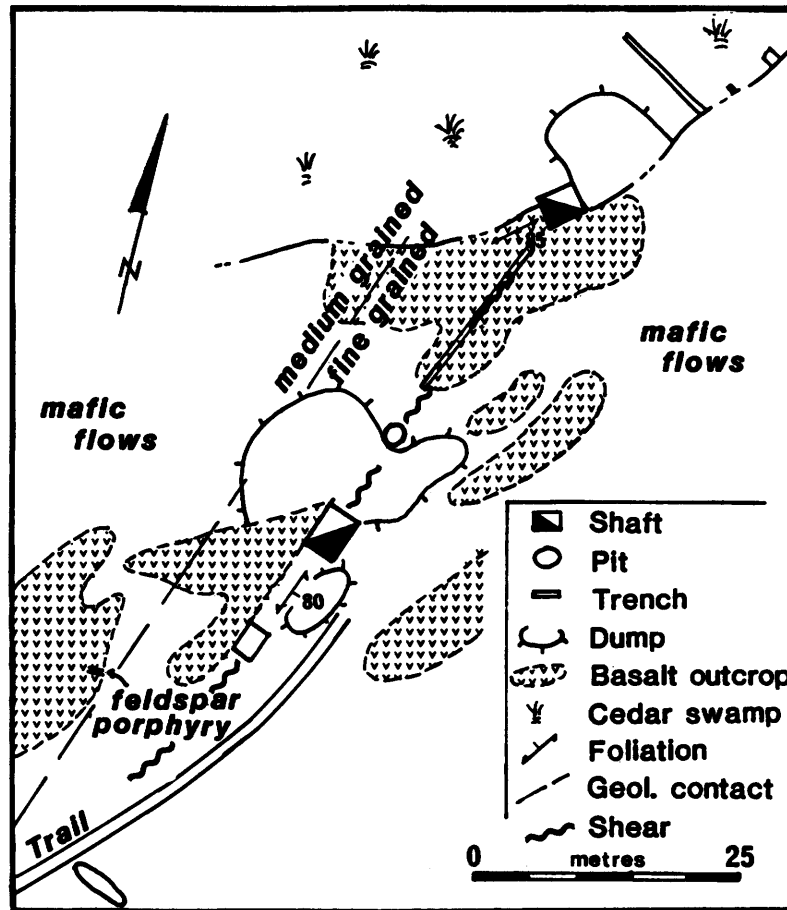 N
medium grained
fine grained
85
mafic
flows
mafic
flows
80
feldspar
porphyry
Trail
Shaft
Pit
Trench
Dump
Basalt outcrop
Cedar swamp
Foliation
Geol. contact
Shear
0 metres 25